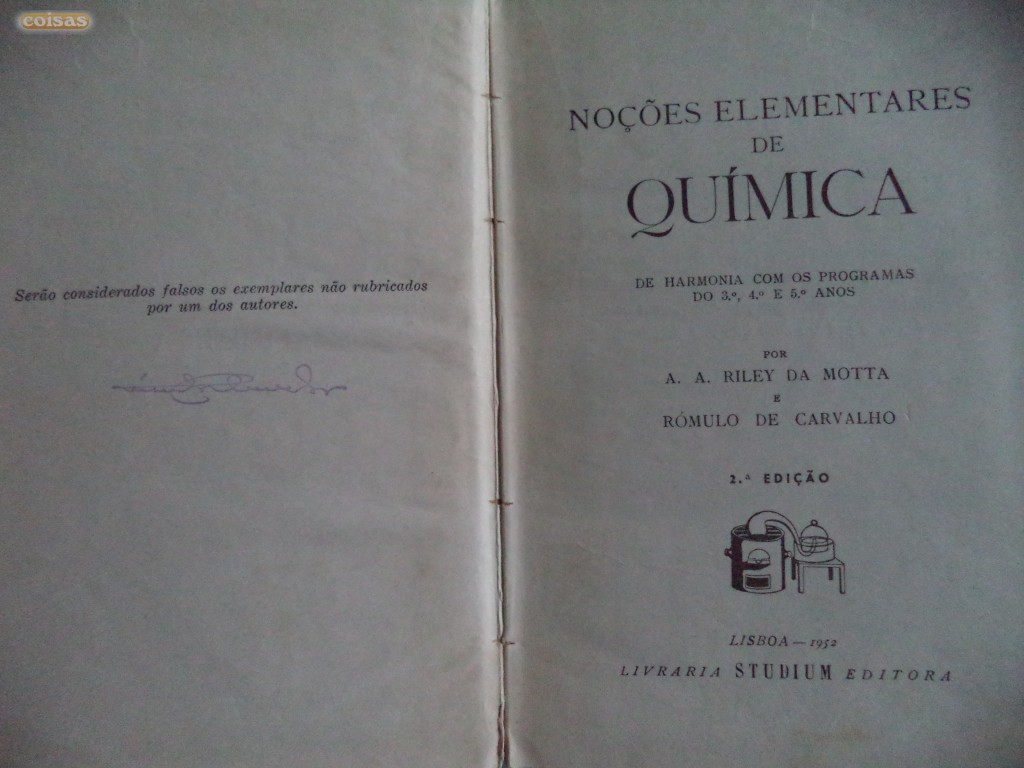 coisas
Serão considerados falsos os exemplares não rubricados
por um dos autores.
NOÇÕES ELEMENTARES
DE
QUÍMICA
DE HARMONIA COM OS PROGRAMAS
DO 3.º, 4.º E 5.º ANOS
POR
A. A. RILEY DA MOTTA
E
RÓMULO DE CARVALHO
2.ª EDIÇÃO
LISBOA — 1952
LIVRARIA STUDIUM EDITORA